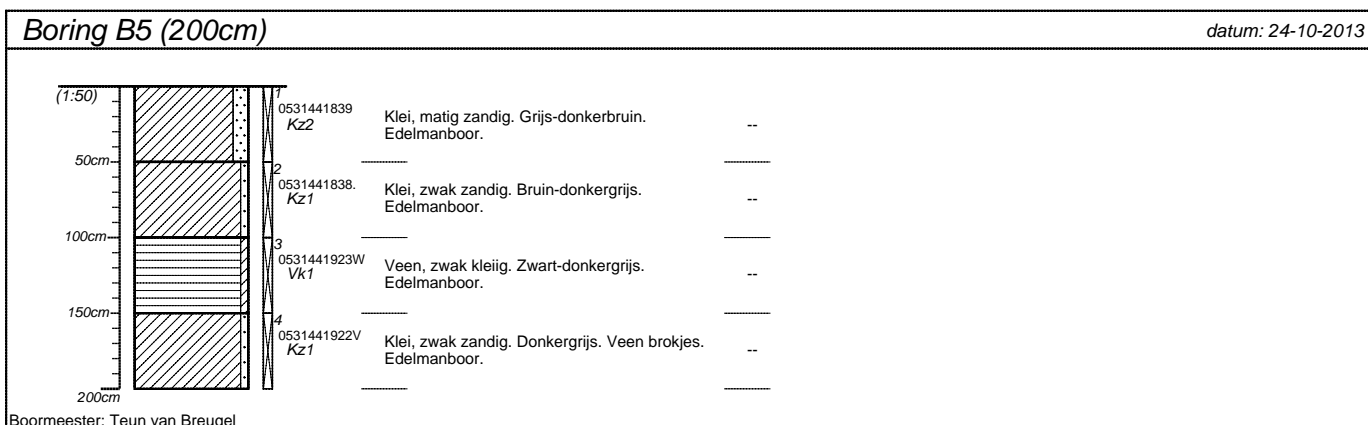 Boring B5 (200cm)
datum: 24-10-2013
(1:50)
1
0531441839
Kz2
Klei, matig zandig. Grijs-donkerbruin.
Edelmanboor.
--
50cm
2
0531441838.
Kz1
Klei, zwak zandig. Bruin-donkergrijs.
Edelmanboor.
--
100cm
3
0531441923W
Vk1
Veen, zwak kleiig. Zwart-donkergrijs.
Edelmanboor.
--
150cm
4
0531441922V
Kz1
Klei, zwak zandig. Donkergrijs. Veen brokjes.
Edelmanboor.
--
200cm
Boormeester: Teun van Breugel